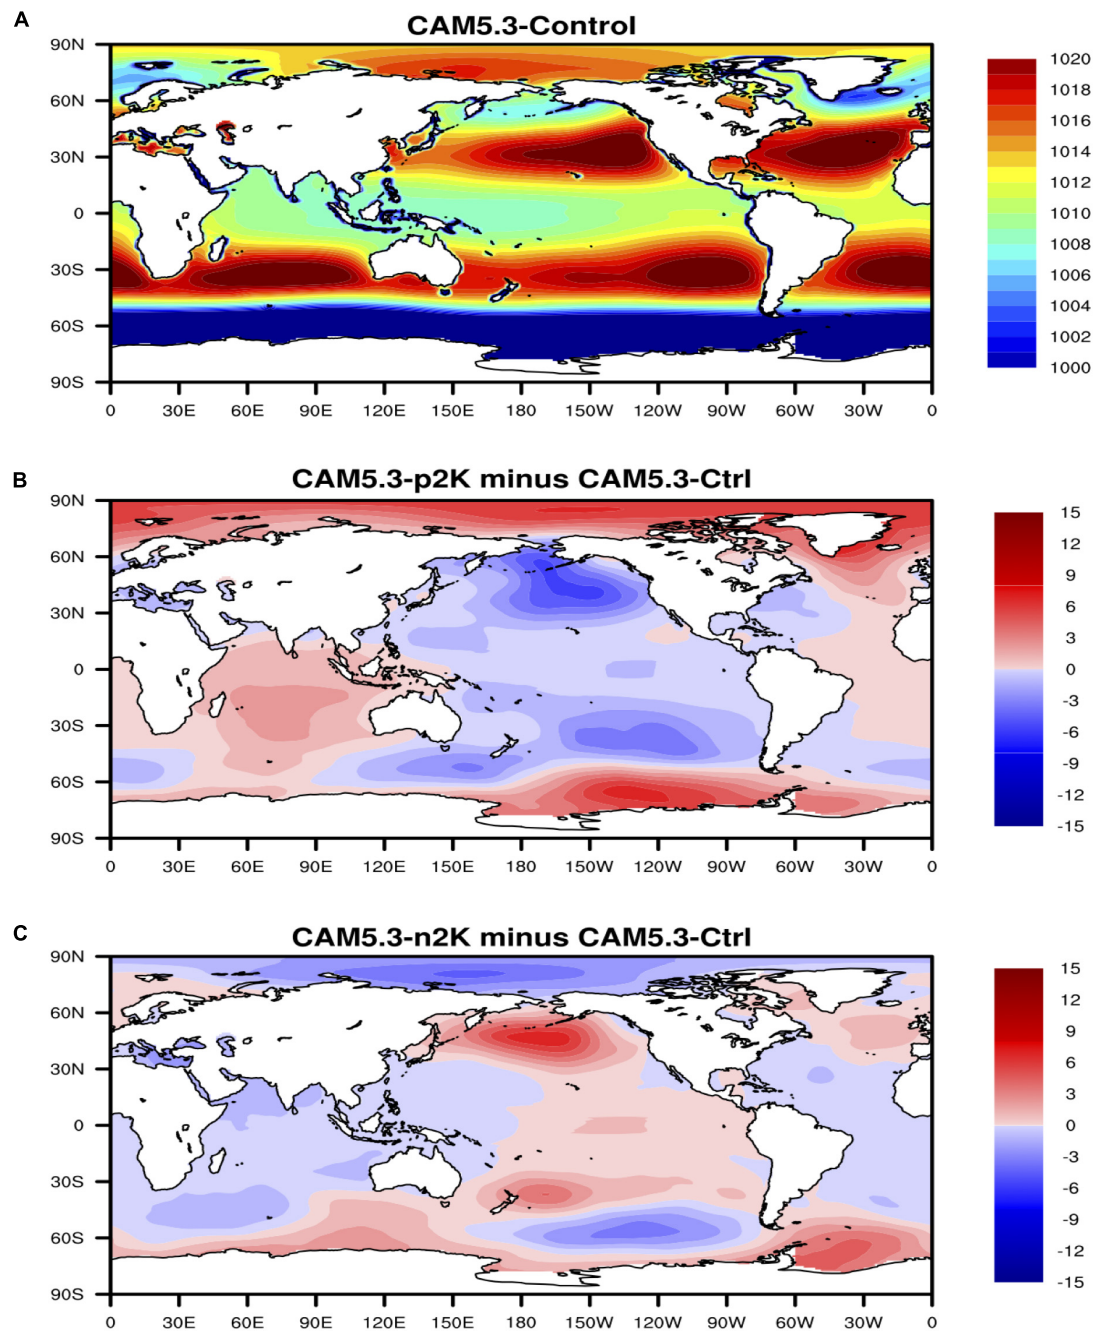 A
CAM5.3-Control
90N
60N
30N
0
30S
60S
90S
0 30E 60E 90E 120E 150E 180 150W 120W 90W 60W 30W 0
1020
1018
1016
1014
1012
1010
1008
1006
1004
1002
1000
B
CAM5.3-p2K minus CAM5.3-Ctrl
90N
60N
30N
0
30S
60S
90S
0 30E 60E 90E 120E 150E 180 150W 120W 90W 60W 30W 0
15
12
9
6
3
0
-3
-6
-9
-12
-15
C
CAM5.3-n2K minus CAM5.3-Ctrl
90N
60N
30N
0
30S
60S
90S
0 30E 60E 90E 120E 150E 180 150W 120W 90W 60W 30W 0
15
12
9
6
3
0
-3
-6
-9
-12
-15